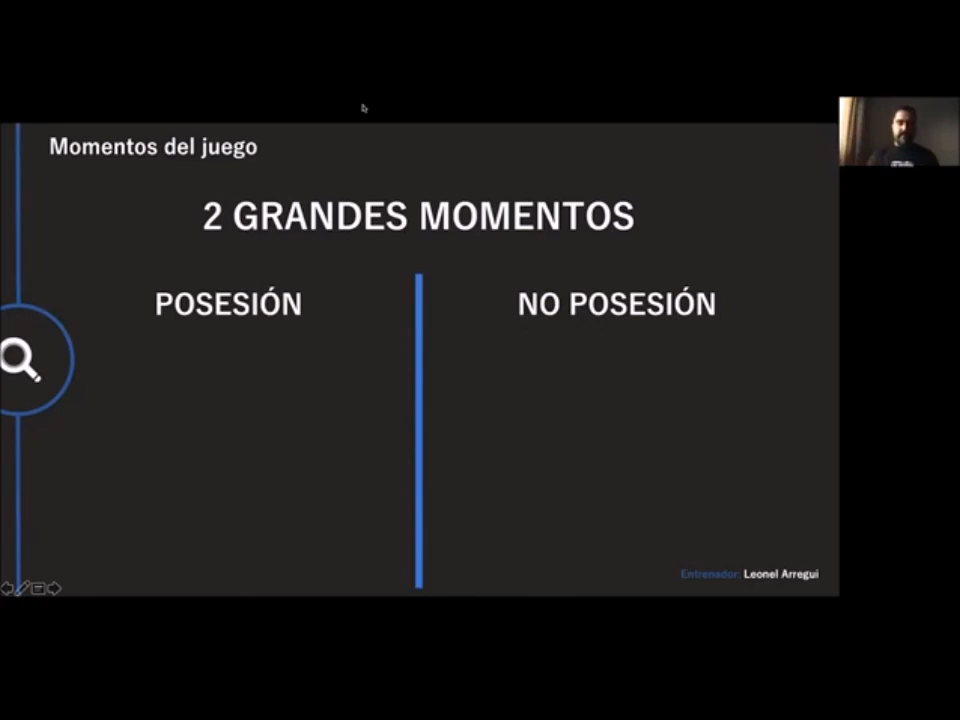 Momentos del juego
2 GRANDES MOMENTOS
POSESIÓN
NO POSESIÓN
Entrenador: Leonel Arregui